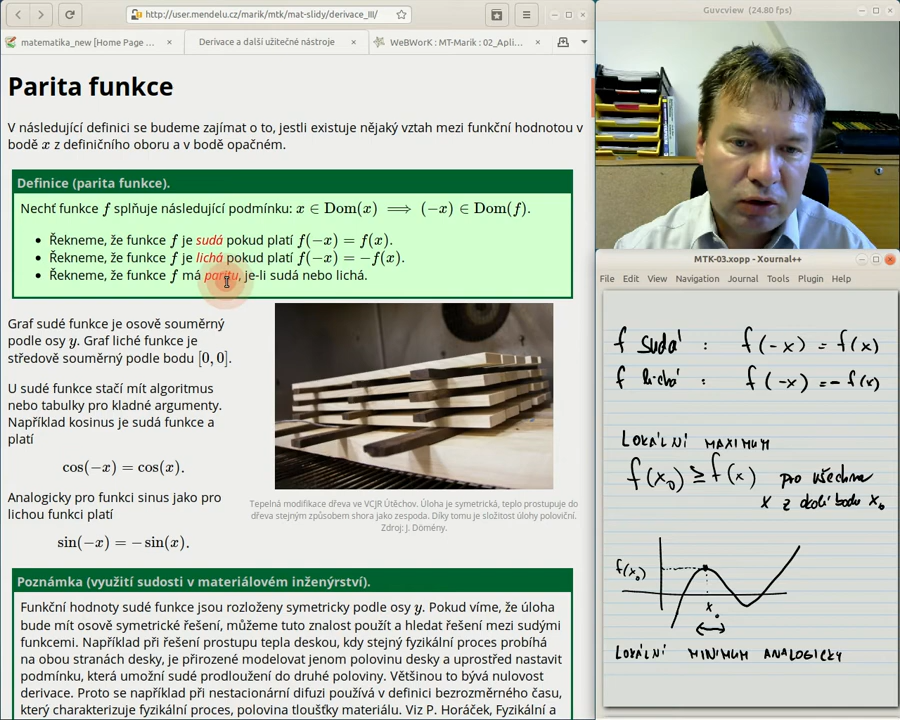 http://user.mendelu.cz/marik/mtk/mat-slidy/derivace_III/
matematika_new [Home Page ...
Derivace a další užitečné nástroje
WeBWorK : MT-Marik : 02_Apli...
Parita funkce
V následující definici se budeme zajímat o to, jestli existuje nějaký vztah mezi funkční hodnotou v
bodě x z definičního oboru a v bodě opačném.
Definice (parita funkce).
Nechť funkce f splňuje následující podmínku: x ∈ Dom(x) ⟹ (−x) ∈ Dom(f).
• Řekneme, že funkce f je sudá pokud platí f(−x) = f(x).
• Řekneme, že funkce f je lichá pokud platí f(−x) = −f(x).
• Řekneme, že funkce f má paritu, je-li sudá nebo lichá.
Graf sudé funkce je osově souměrný
podle osy y. Graf liché funkce je
středově souměrný podle bodu [0, 0].
U sudé funkce stačí mít algoritmus
nebo tabulky pro kladné argumenty.
Například kosinus je sudá funkce a
platí
cos(−x) = cos(x).
Analogicky pro funkci sinus jako pro
lichou funkci platí
sin(−x) = − sin(x).
Tepelná modifikace dřeva ve VCJR Útěchov. Úloha je symetrická, teplo prostupuje do
dřeva stejným způsobem shora jako zespoda. Díky tomu je složitost úlohy poloviční.
Zdroj: J. Dömény.
Poznámka (využití sudosti v materiálovém inženýrství).
Funkční hodnoty sudé funkce jsou rozloženy symetricky podle osy y. Pokud víme, že úloha
bude mít osově symetrické řešení, můžeme tuto znalost použít a hledat řešení mezi sudými
funkcemi. Například při řešení prostupu tepla deskou, kdy stejný fyzikální proces probíhá
na obou stranách desky, je přirozené modelovat jenom polovinu desky a uprostřed nastavit
podmínku, která umožní sudé prodloužení do druhé poloviny. Většinou to bývá nulovost
derivace. Proto se například při nestacionární difuzi používá v definici bezrozměrného času,
který charakterizuje fyzikální proces, polovina tloušťky materiálu. Viz P. Horáček, Fyzikální a
Guvcview (24.80 fps)
MTK-03.xopp - Xournal++
File Edit View Navigation Journal Tools Plugin Help
f sudá : f(-x) = f(x)
f lichá : f(-x) = -f(x)
LOKÁLNÍ MAXIMUM
f(x₀) ≥ f(x) pro všechna
x z okolí bodu x₀
f(x₀)
x₀
LOKÁLNÍ MINIMUM ANALOGICKY